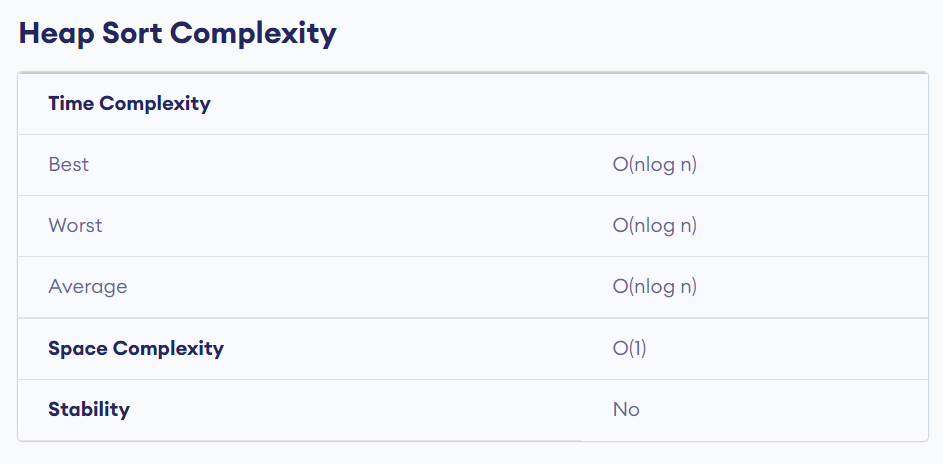 Heap Sort Complexity
Time Complexity
Best O(nlog n)
Worst O(nlog n)
Average O(nlog n)
Space Complexity O(1)
Stability No